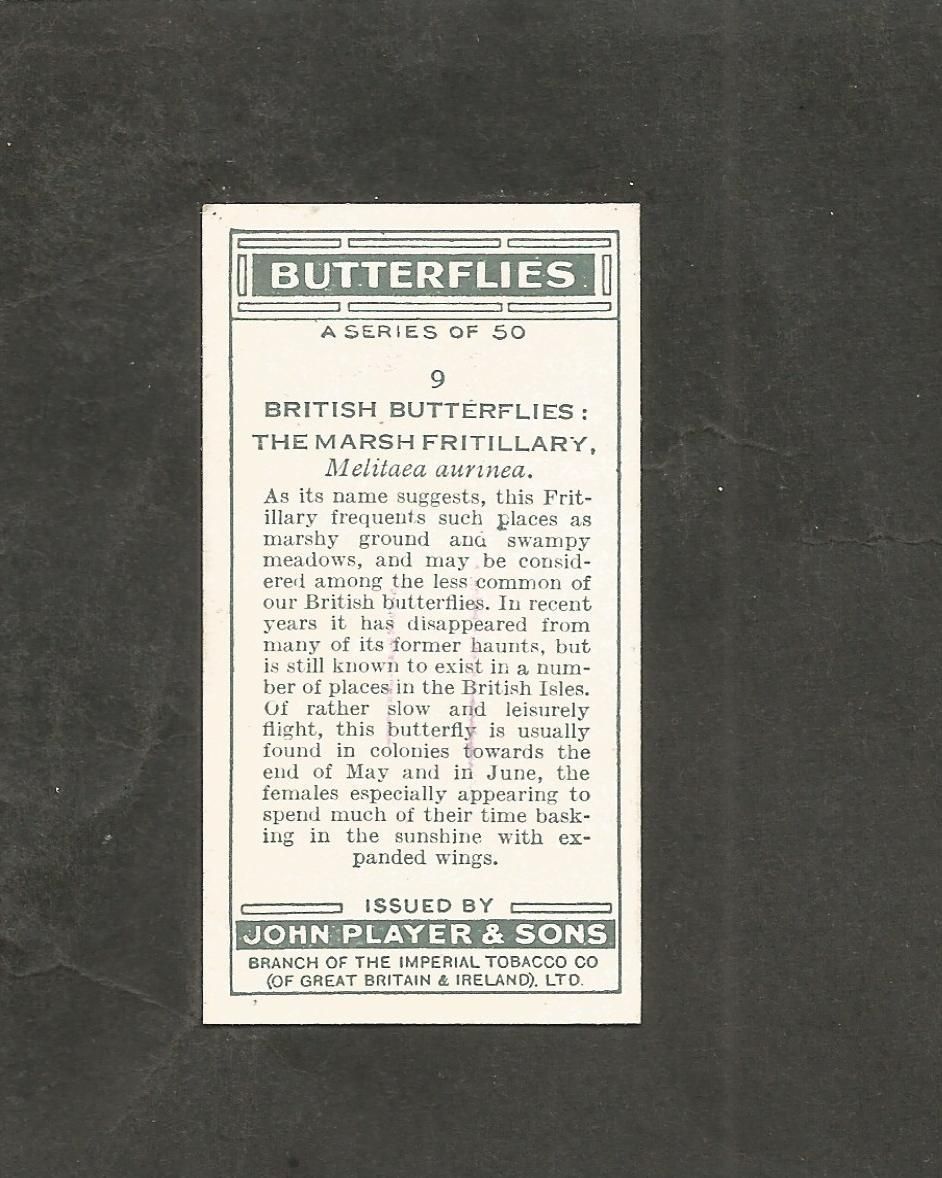 BUTTERFLIES
A SERIES OF 50
9
BRITISH BUTTERFLIES:
THE MARSH FRITILLARY,
Melitaea aurinea.
As its name suggests, this Frit-
illary frequents such places as
marshy ground and swampy
meadows, and may be consid-
ered among the less common of
our British butterflies. In recent
years it has disappeared from
many of its former haunts, but
is still known to exist in a num-
ber of places in the British Isles.
Of rather slow and leisurely
flight, this butterfly is usually
found in colonies towards the
end of May and in June, the
females especially appearing to
spend much of their time bask-
ing in the sunshine with ex-
panded wings.
ISSUED BY
JOHN PLAYER & SONS
BRANCH OF THE IMPERIAL TOBACCO CO
(OF GREAT BRITAIN & IRELAND), LTD.